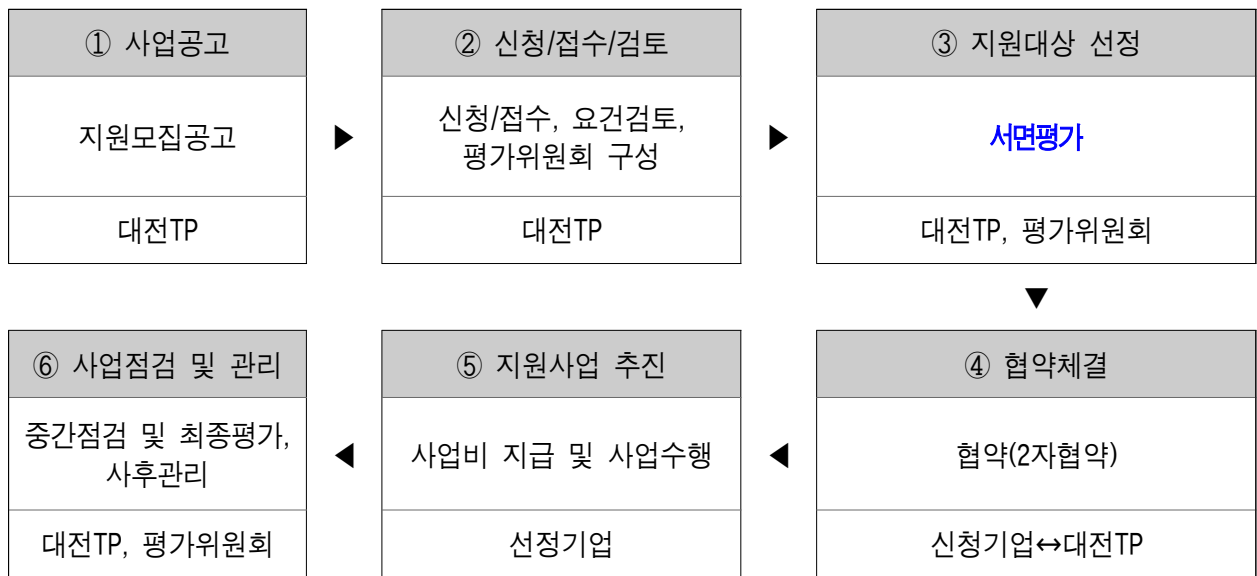 ① 사업공고
지원모집공고
대전TP
▶
② 신청/접수/검토
신청/접수, 요건검토,
평가위원회 구성
대전TP
▶
③ 지원대상 선정
서면평가
대전TP, 평가위원회
▼
④ 협약체결
협약(2자협약)
신청기업↔대전TP
◀
⑤ 지원사업 추진
사업비 지급 및 사업수행
선정기업
◀
⑥ 사업점검 및 관리
중간점검 및 최종평가,
사후관리
대전TP, 평가위원회